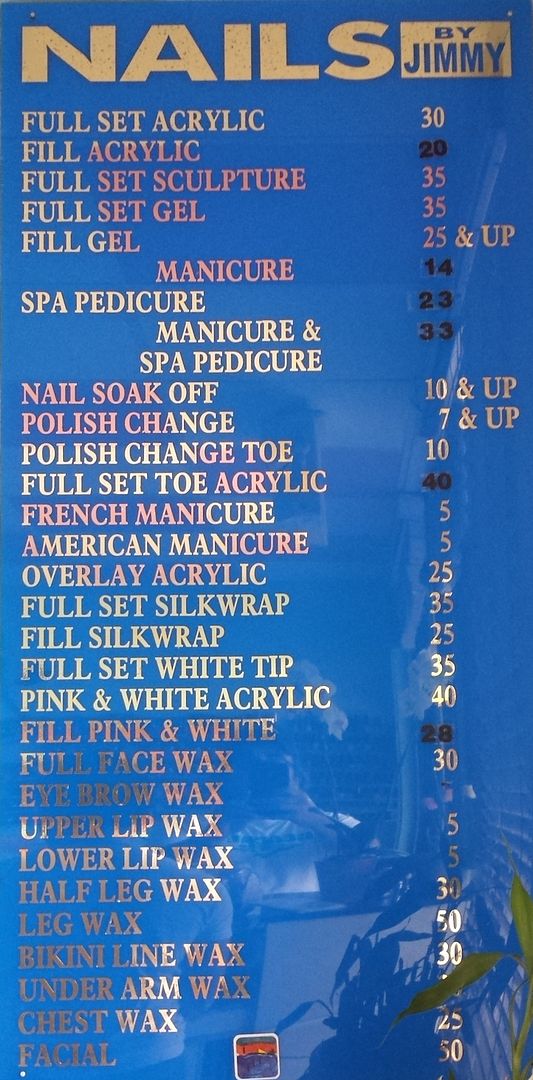 NAILS BY JIMMY
FULL SET ACRYLIC 30
FILL ACRYLIC 20
FULL SET SCULPTURE 35
FULL SET GEL 35
FILL GEL 25 & UP
MANICURE 14
SPA PEDICURE 23
MANICURE & 33
SPA PEDICURE
NAIL SOAK OFF 10 & UP
POLISH CHANGE 7 & UP
POLISH CHANGE TOE 10
FULL SET TOE ACRYLIC 40
FRENCH MANICURE 5
AMERICAN MANICURE 5
OVERLAY ACRYLIC 25
FULL SET SILKWRAP 35
FILL SILKWRAP 25
FULL SET WHITE TIP 35
PINK & WHITE ACRYLIC 40
FILL PINK & WHITE 28
FULL FACE WAX 30
EYE BROW WAX
UPPER LIP WAX 5
LOWER LIP WAX 5
HALF LEG WAX 30
LEG WAX 50
BIKINI LINE WAX 30
UNDER ARM WAX
CHEST WAX 25
FACIAL 50